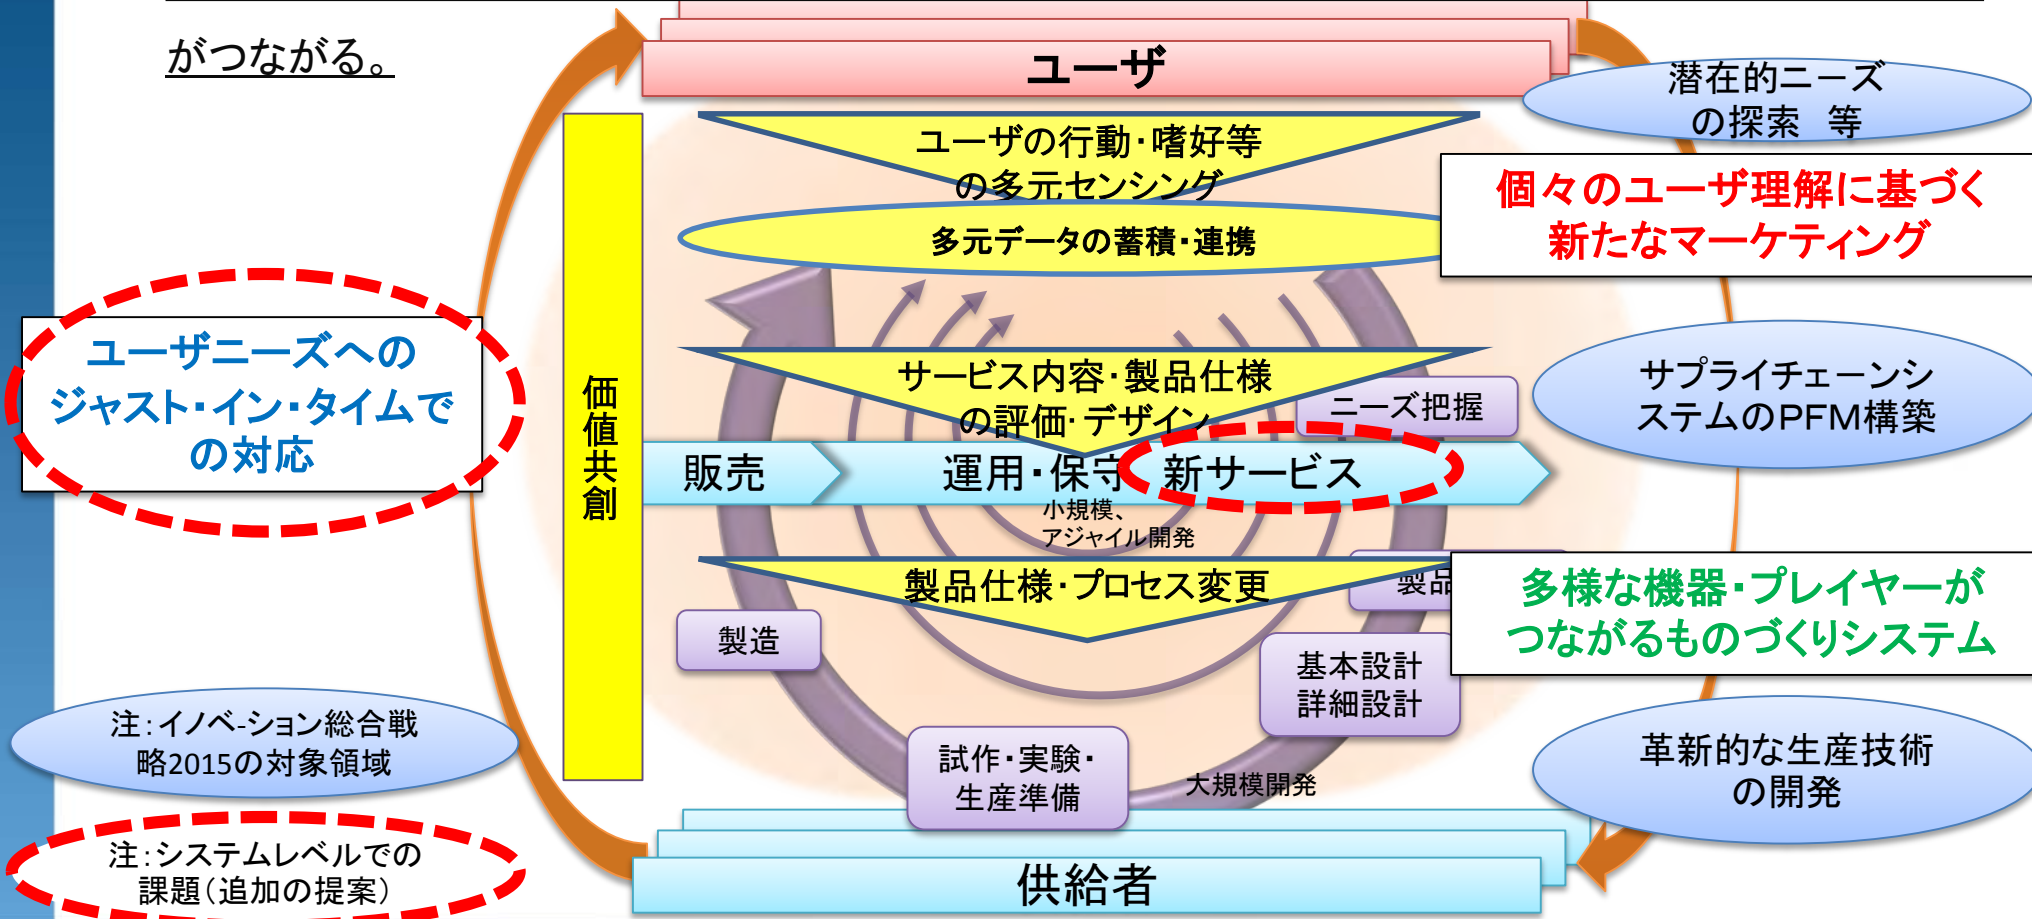 がつながる。
ユーザ
潜在的ニーズ
の探索　等
ユーザの行動・嗜好等
の多元センシング
多元データの蓄積・連携
個々のユーザ理解に基づく
新たなマーケティング
ユーザニーズへの
ジャスト・イン・タイムで
の対応
価値共創
サービス内容・製品仕様
の評価・デザイン
ニーズ把握
サプライチェーンシ
ステムのPFM構築
販売
運用・保守
新サービス
小規模、
アジャイル開発
製品仕様・プロセス変更
製品
多様な機器・プレイヤーが
つながるものづくりシステム
製造
基本設計
詳細設計
注：イノベ-ション総合戦
略2015の対象領域
試作・実験・
生産準備
大規模開発
革新的な生産技術
の開発
注：システムレベルでの
課題（追加の提案）
供給者